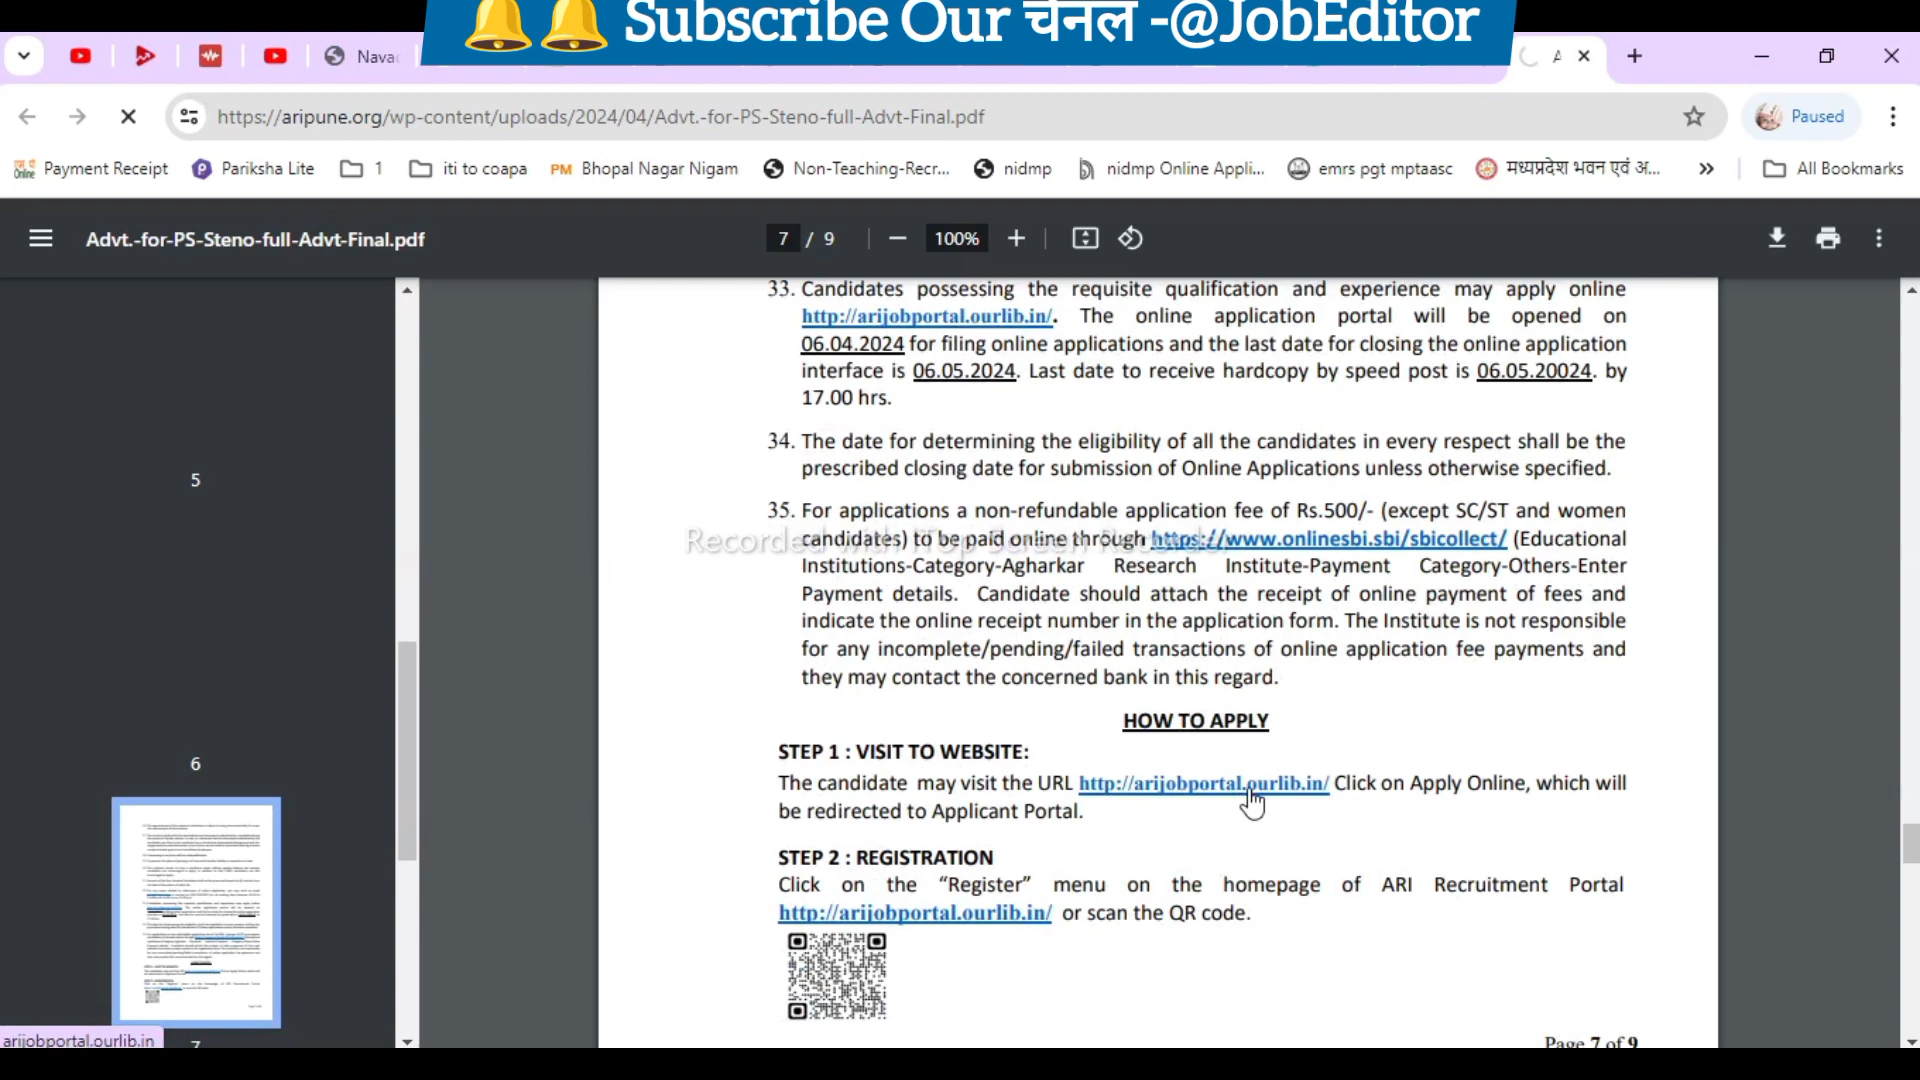 Subscribe Our चैनल -@JobEditor
Nava
https://aripune.org/wp-content/uploads/2024/04/Advt.-for-PS-Steno-full-Advt-Final.pdf
Paused
Payment Receipt
Pariksha Lite
1
iti to coapa
PM Bhopal Nagar Nigam
Non-Teaching-Recr...
nidmp
nidmp Online Appli...
emrs pgt mptaasc
मध्यप्रदेश भवन एवं अ...
All Bookmarks
Advt.-for-PS-Steno-full-Advt-Final.pdf
7 / 9
100%
5
6
7
33. Candidates possessing the requisite qualification and experience may apply online
http://arijobportal.ourlib.in/. The online application portal will be opened on
06.04.2024 for filing online applications and the last date for closing the online application
interface is 06.05.2024. Last date to receive hardcopy by speed post is 06.05.20024. by
17.00 hrs.
34. The date for determining the eligibility of all the candidates in every respect shall be the
prescribed closing date for submission of Online Applications unless otherwise specified.
35. For applications a non-refundable application fee of Rs.500/- (except SC/ST and women
candidates) to be paid online through https://www.onlinesbi.sbi/sbicollect/ (Educational
Institutions-Category-Agharkar Research Institute-Payment Category-Others-Enter
Payment details. Candidate should attach the receipt of online payment of fees and
indicate the online receipt number in the application form. The Institute is not responsible
for any incomplete/pending/failed transactions of online application fee payments and
they may contact the concerned bank in this regard.
Recorded with iTop Screen Recorder
HOW TO APPLY
STEP 1 : VISIT TO WEBSITE:
The candidate may visit the URL http://arijobportal.ourlib.in/ Click on Apply Online, which will
be redirected to Applicant Portal.
STEP 2 : REGISTRATION
Click on the “Register” menu on the homepage of ARI Recruitment Portal
http://arijobportal.ourlib.in/ or scan the QR code.
Page 7 of 9
arijobportal.ourlib.in